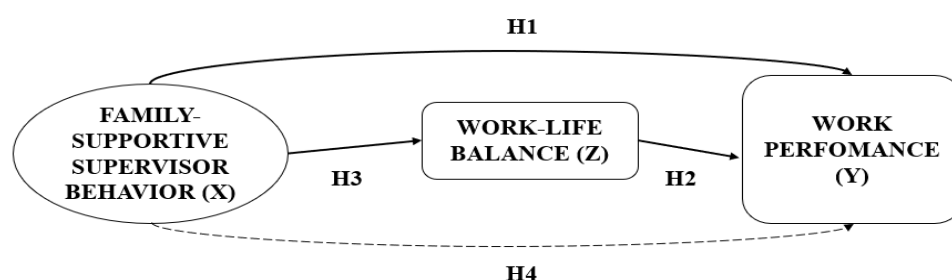 H1
FAMILY-
SUPPORTIVE
SUPERVISOR
BEHAVIOR (X)
H3
WORK-LIFE
BALANCE (Z)
H2
WORK
PERFOMANCE
(Y)
H4